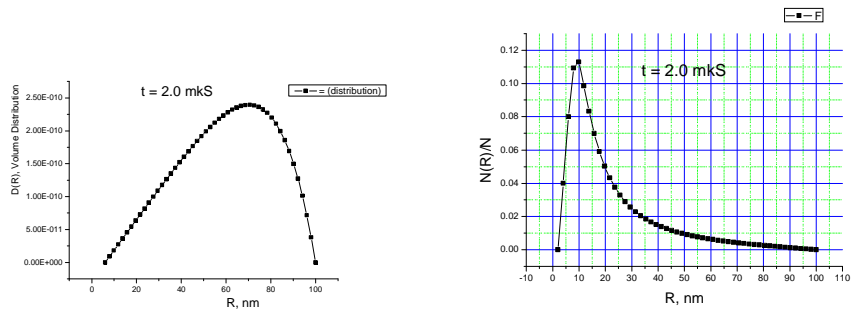 t = 2.0 mkS
= (distribution)
D(R), Volume Distribution
2.50E-010
2.00E-010
1.50E-010
1.00E-010
5.00E-011
0.00E+000
0 20 40 60 80 100
R, nm
F
t = 2.0 mkS
N(R)/N
0.12
0.10
0.08
0.06
0.04
0.02
0.00
-10 0 10 20 30 40 50 60 70 80 90 100 110
R, nm